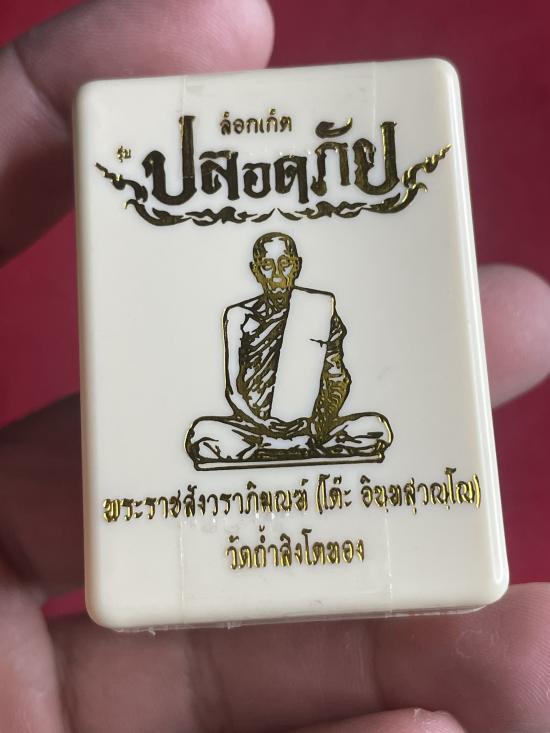 ล็อกเก็ต
รุ่น ปลอดภัย
พระราชสังวราภิมณฑ์ (โต๊ะ อินฺทสุวณฺโณ)
วัดถ้ำสิงโตทอง